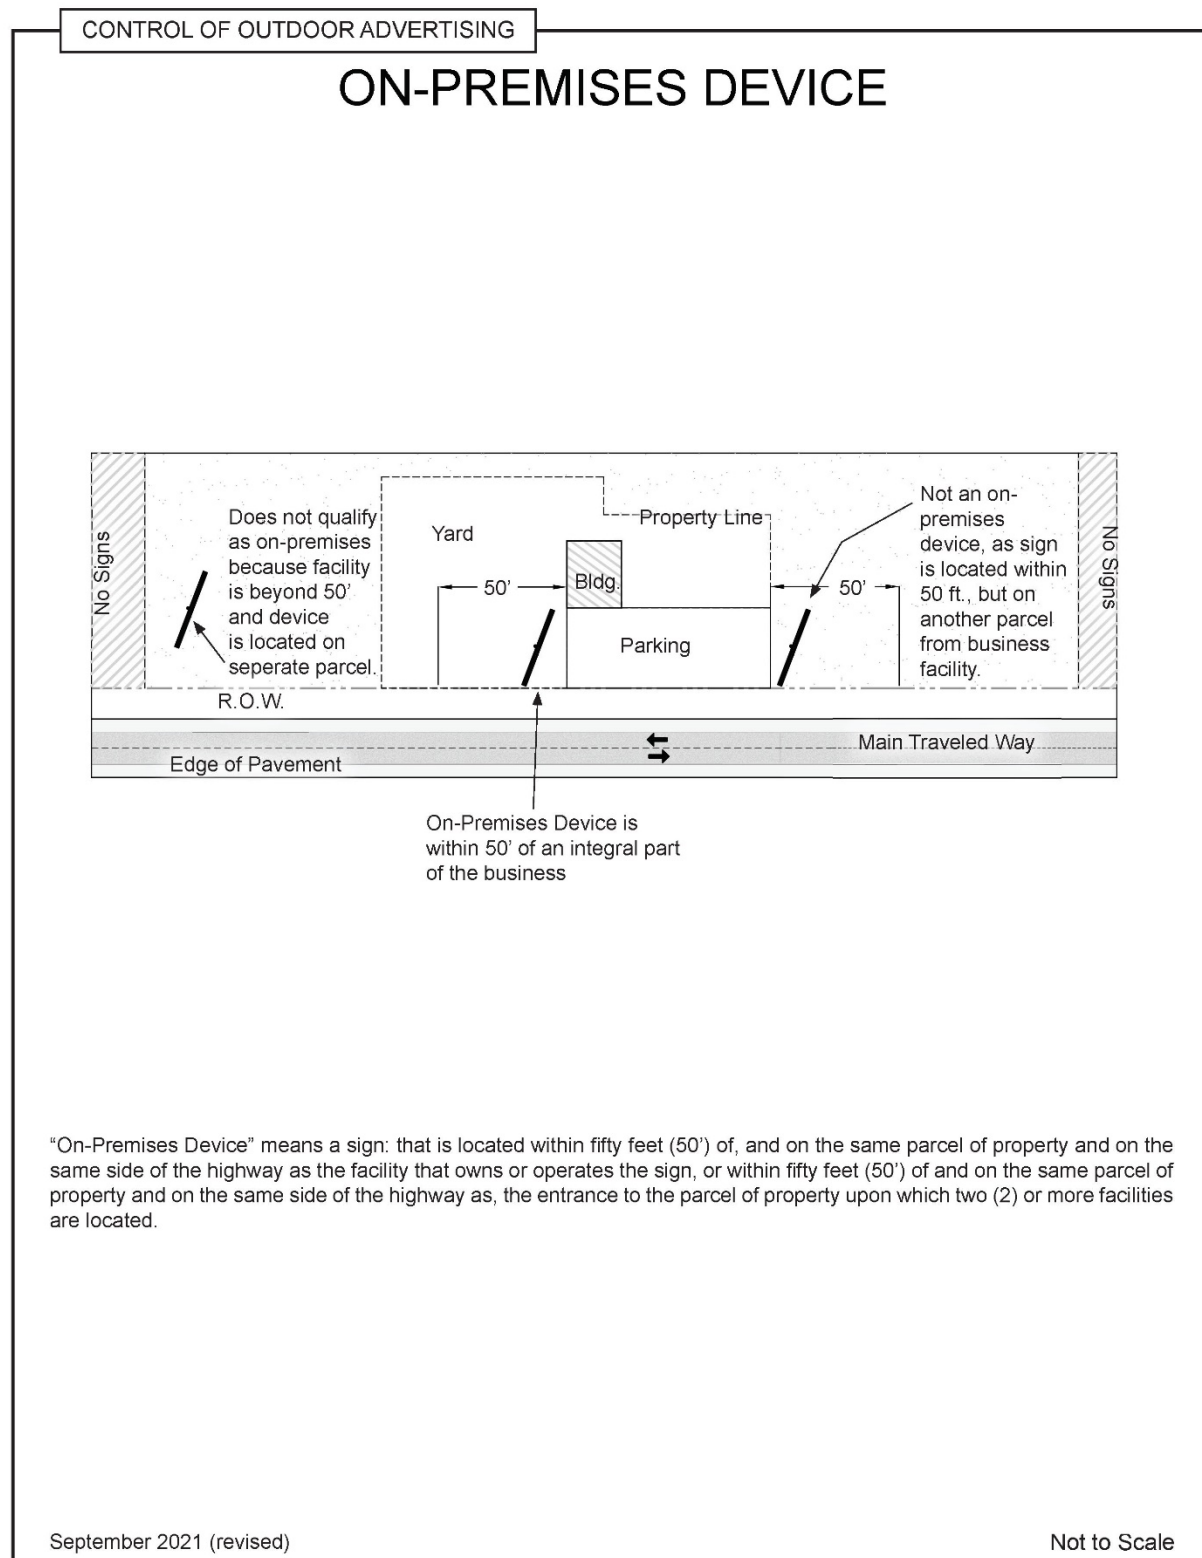 CONTROL OF OUTDOOR ADVERTISING
ON-PREMISES DEVICE
No Signs
Does not qualify
as on-premises
because facility
is beyond 50'
and device
is located on
seperate parcel.
Yard
50'
Bldg.
Property Line
Parking
50'
Not an on-
premises
device, as sign
is located within
50 ft., but on
another parcel
from business
facility.
No Signs
R.O.W.
Main Traveled Way
Edge of Pavement
On-Premises Device is
within 50' of an integral part
of the business
“On-Premises Device” means a sign: that is located within fifty feet (50') of, and on the same parcel of property and on the
same side of the highway as the facility that owns or operates the sign, or within fifty feet (50') of and on the same parcel of
property and on the same side of the highway as, the entrance to the parcel of property upon which two (2) or more facilities
are located.
September 2021 (revised)
Not to Scale